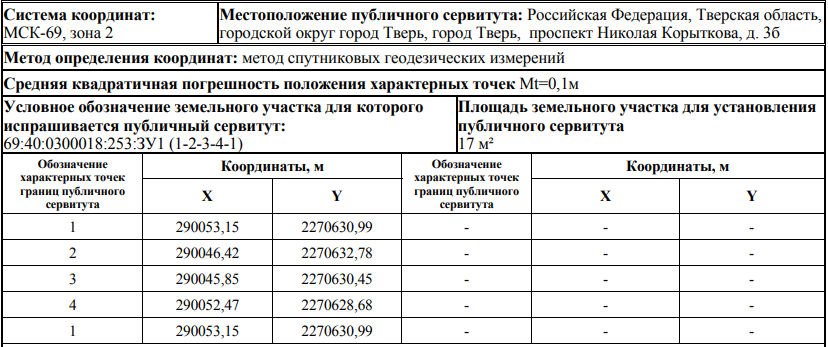 Система координат:
МСК-69, зона 2
Местоположение публичного сервитута: Российская Федерация, Тверская область,
городской округ город Тверь, город Тверь, проспект Николая Корыткова, д. 3б
Метод определения координат: метод спутниковых геодезических измерений
Средняя квадратичная погрешность положения характерных точек Mt=0,1м
Условное обозначение земельного участка для которого
испрашивается публичный сервитут:
69:40:0300018:253:ЗУ1 (1-2-3-4-1)
Площадь земельного участка для установления
публичного сервитута
17 м²
Обозначение
характерных точек
границ публичного
сервитута
Координаты, м
X Y
Обозначение
характерных точек
границ публичного
сервитута
Координаты, м
X Y
1 290053,15 2270630,99 - - -
2 290046,42 2270632,78 - - -
3 290045,85 2270630,45 - - -
4 290052,47 2270628,68 - - -
1 290053,15 2270630,99 - - -